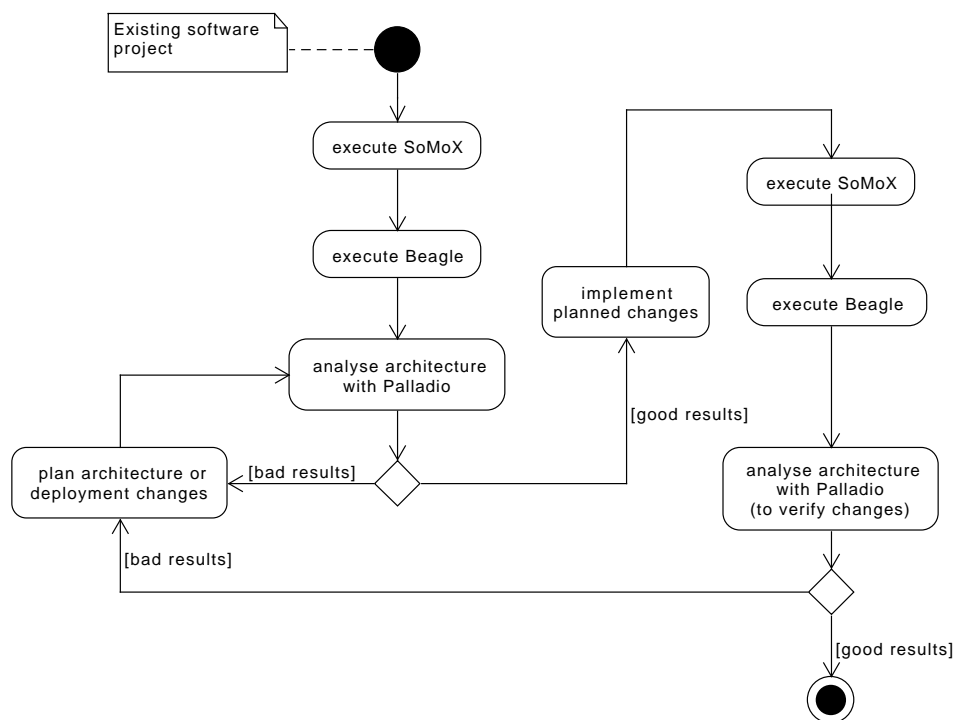 Existing software
project
execute SoMoX
execute Beagle
analyse architecture
with Palladio
[bad results]
plan architecture or
deployment changes
[bad results]
implement
planned changes
[good results]
execute SoMoX
execute Beagle
analyse architecture
with Palladio
(to verify changes)
[good results]